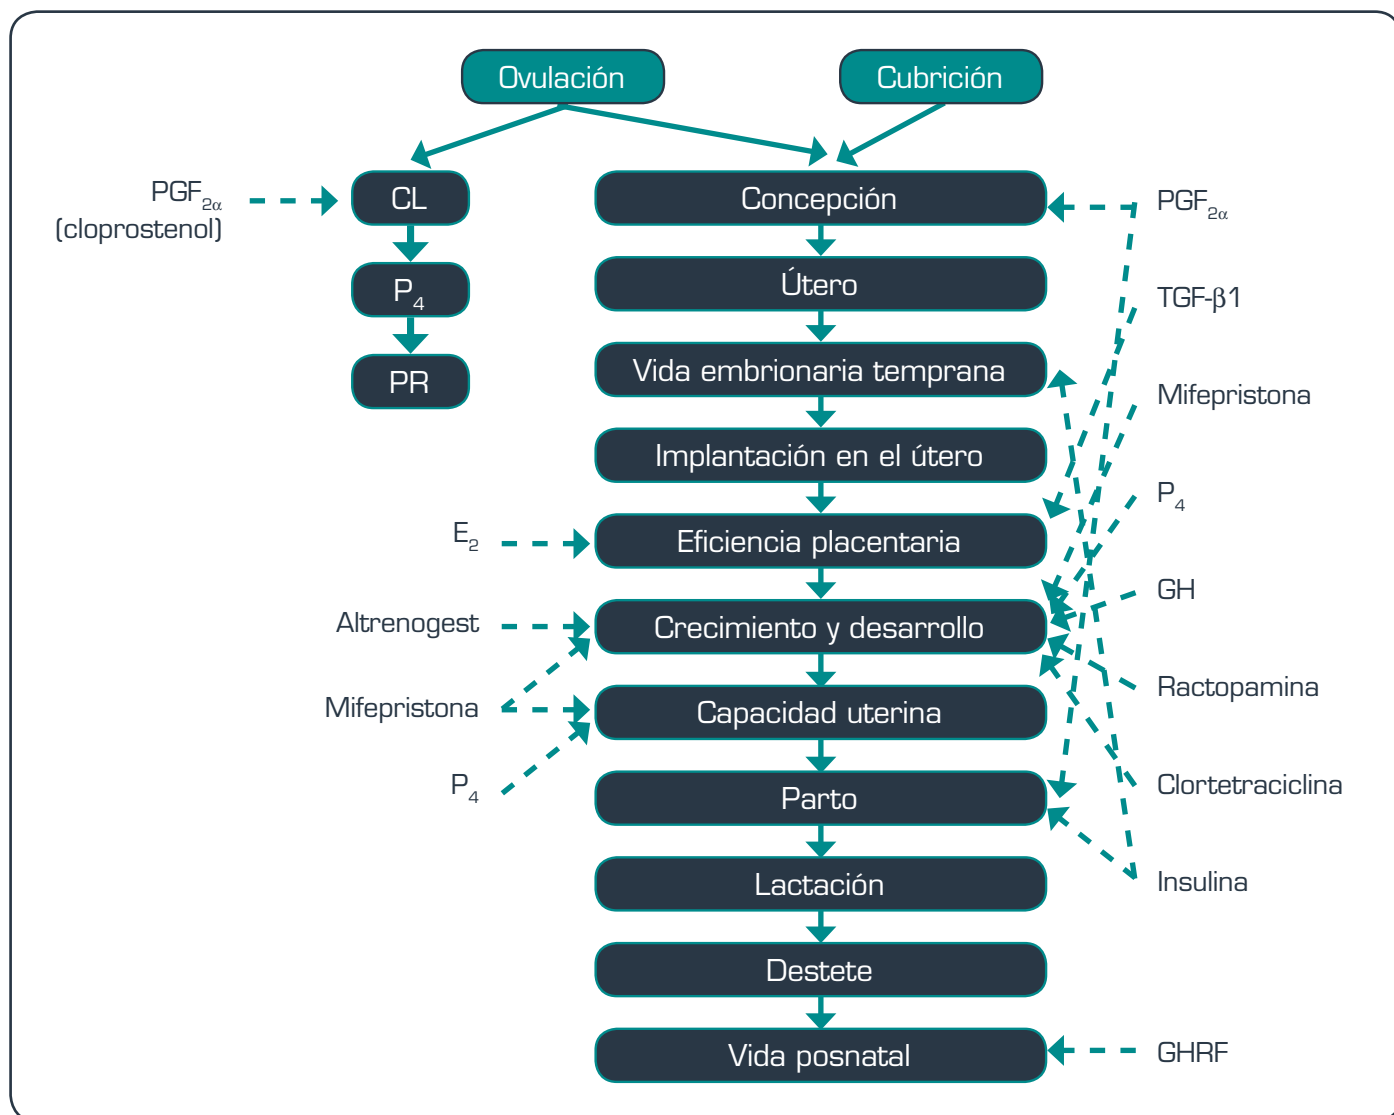 Ovulación
Cubrición
PGF2α
(cloprostenol)
CL
P4
PR
Concepción
Útero
Vida embrionaria temprana
Implantación en el útero
Eficiencia placentaria
Crecimiento y desarrollo
Capacidad uterina
Parto
Lactación
Destete
Vida posnatal
E2
Altrenogest
Mifepristona
P4
PGF2α
TGF-β1
Mifepristona
P4
GH
Ractopamina
Clortetraciclina
Insulina
GHRF